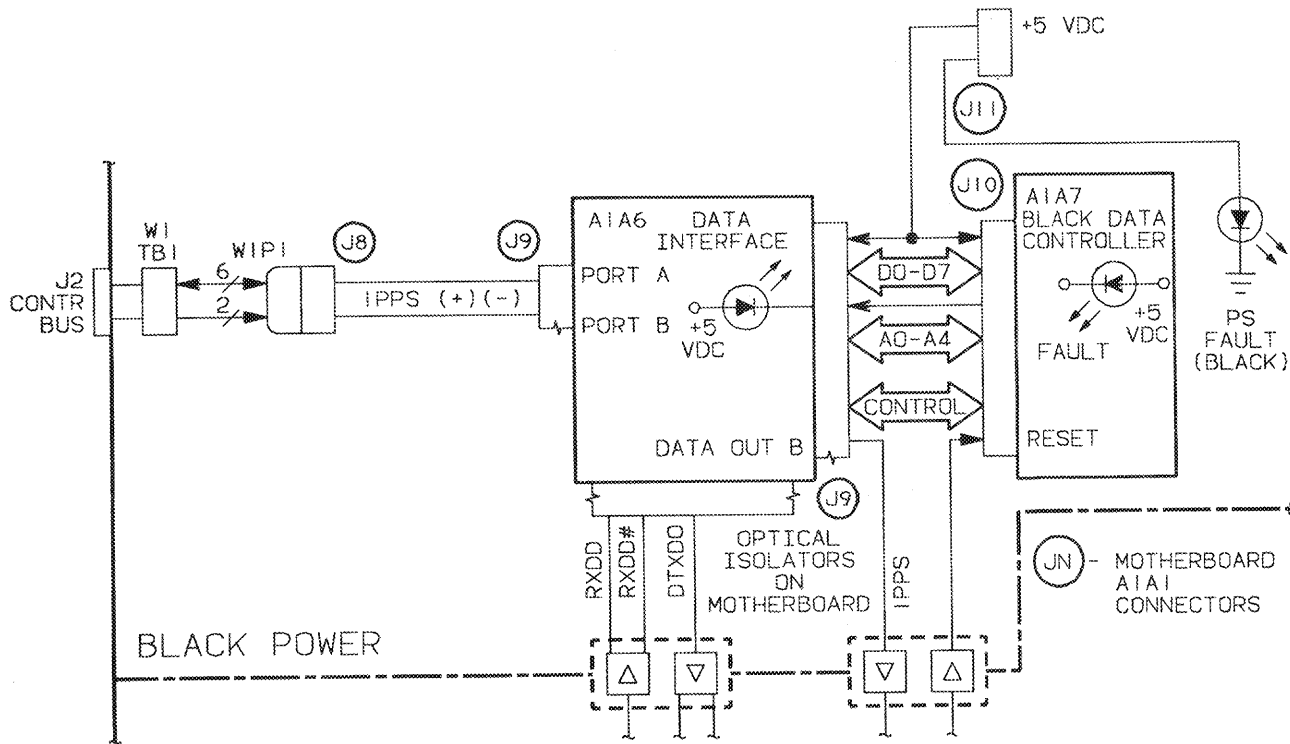 +5 VDC
J11
J10
A1A7
BLACK DATA
CONTROLLER
A1A6 DATA
INTERFACE
W1
TB1
W1P1
J8
J9
J2
CONTR
BUS
6
2
1PPS (+)(-)
PORT A
PORT B
+5
VDC
D0-D7
A0-A4
CONTROL
FAULT
+5
VDC
PS
FAULT
(BLACK)
DATA OUT B
RESET
J9
RXDD
RXDD#
DTXDO
OPTICAL
ISOLATORS
ON
MOTHERBOARD
1PPS
JN - MOTHERBOARD
A1A1
CONNECTORS
BLACK POWER